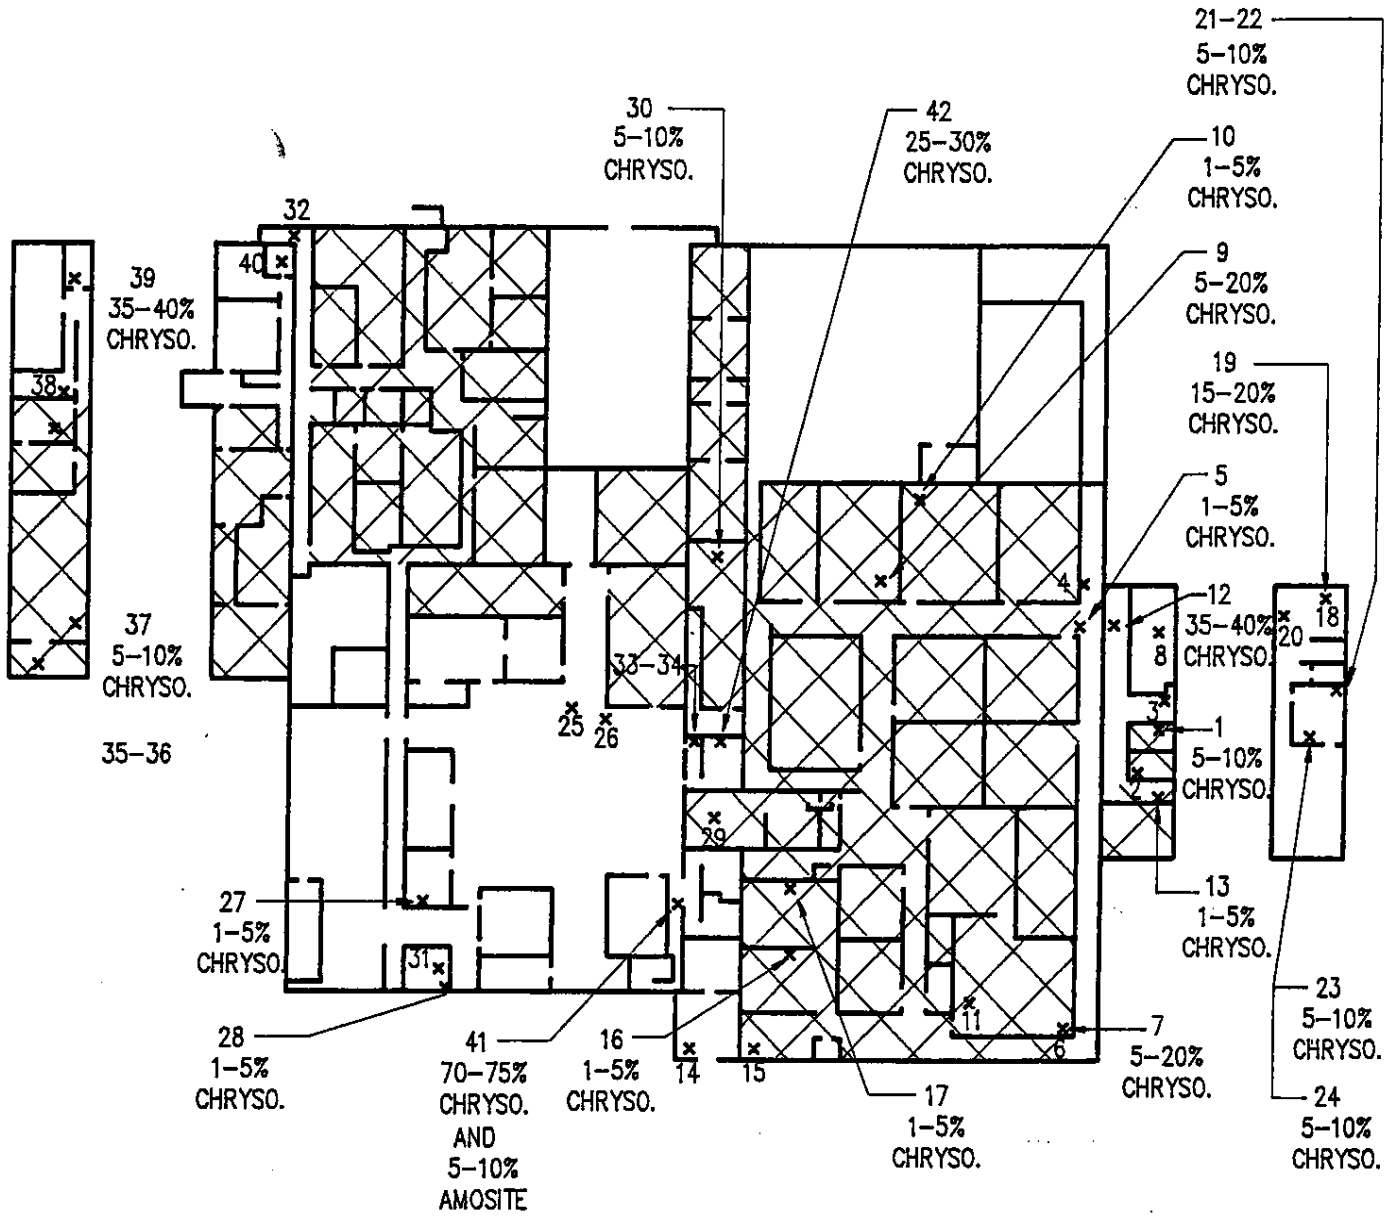 21-22
5-10%
CHRYSO.
30
5-10%
CHRYSO.
42
25-30%
CHRYSO.
10
1-5%
CHRYSO.
32
40
39
35-40%
CHRYSO.
9
5-20%
CHRYSO.
38
19
15-20%
CHRYSO.
5
1-5%
CHRYSO.
4
12
35-40%
CHRYSO.
8
20
18
37
5-10%
CHRYSO.
33-34
25
26
3
1
5-10%
CHRYSO.
2
35-36
29
27
1-5%
CHRYSO.
13
1-5%
CHRYSO.
31
28
1-5%
CHRYSO.
41
70-75%
CHRYSO.
AND
5-10%
AMOSITE
16
1-5%
CHRYSO.
14
15
11
6
7
5-20%
CHRYSO.
17
1-5%
CHRYSO.
23
5-10%
CHRYSO.
24
5-10%
CHRYSO.